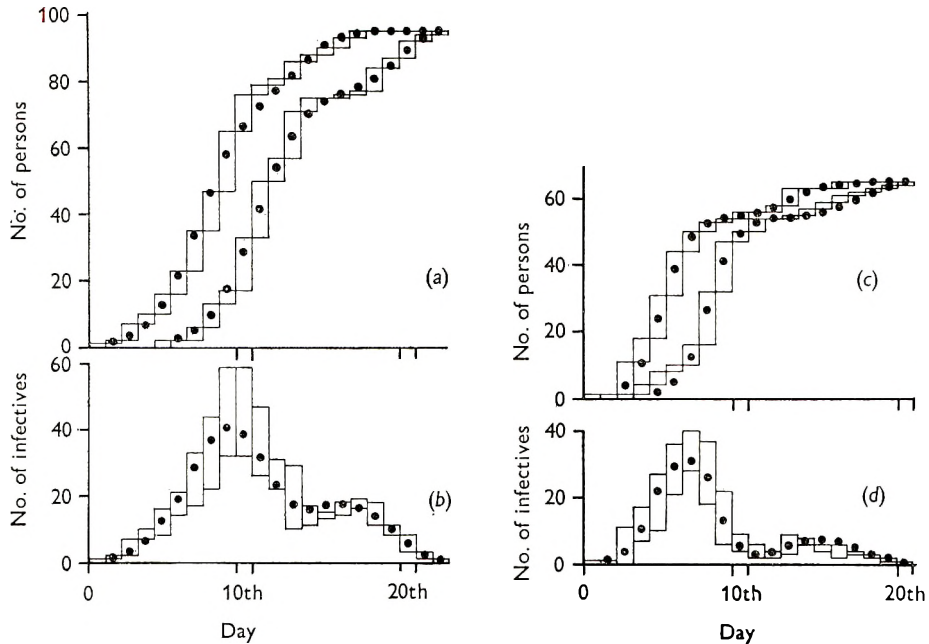 100
80
60
40
20
0
No. of persons
(a)
60
40
20
0
No. of infectives
(b)
0 10th 20th
Day
60
40
20
0
No. of persons
(c)
40
20
0
No. of infectives
(d)
0 10th 20th
Day